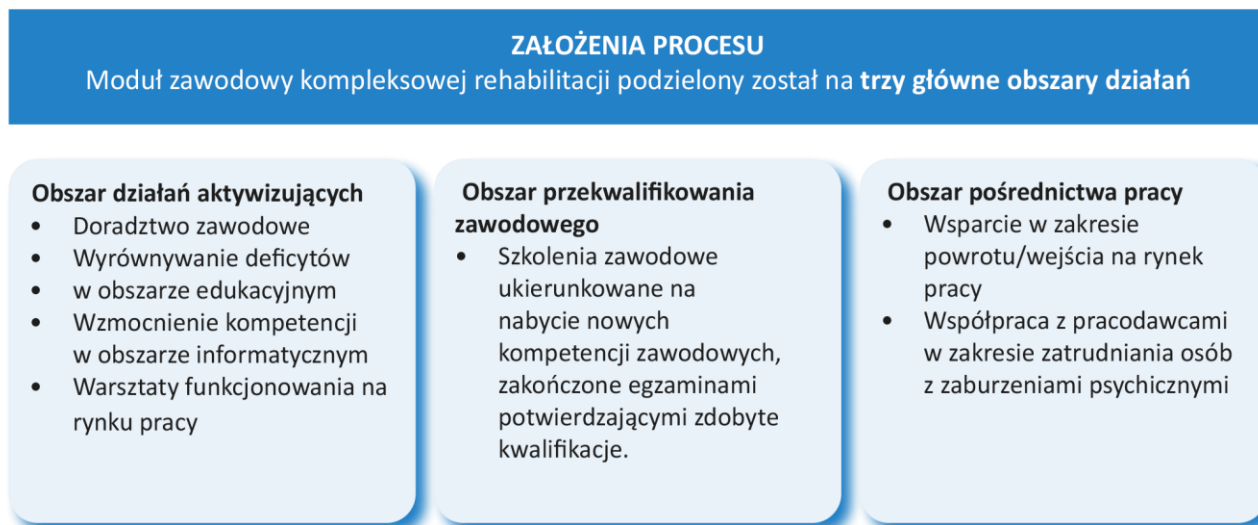 ZAŁOŻENIA PROCESU
Moduł zawodowy kompleksowej rehabilitacji podzielony został na trzy główne obszary działań
Obszar działań aktywizujących
• Doradztwo zawodowe
• Wyrównywanie deficytów
• w obszarze edukacyjnym
• Wzmocnienie kompetencji
w obszarze informatycznym
• Warsztaty funkcjonowania na
rynku pracy
Obszar przekwalifikowania
zawodowego
• Szkolenia zawodowe
ukierunkowane na
nabycie nowych
kompetencji zawodowych,
zakończone egzaminami
potwierdzającymi zdobyte
kwalifikacje.
Obszar pośrednictwa pracy
• Wsparcie w zakresie
powrotu/wejścia na rynek
pracy
• Współpraca z pracodawcami
w zakresie zatrudniania osób
z zaburzeniami psychicznymi